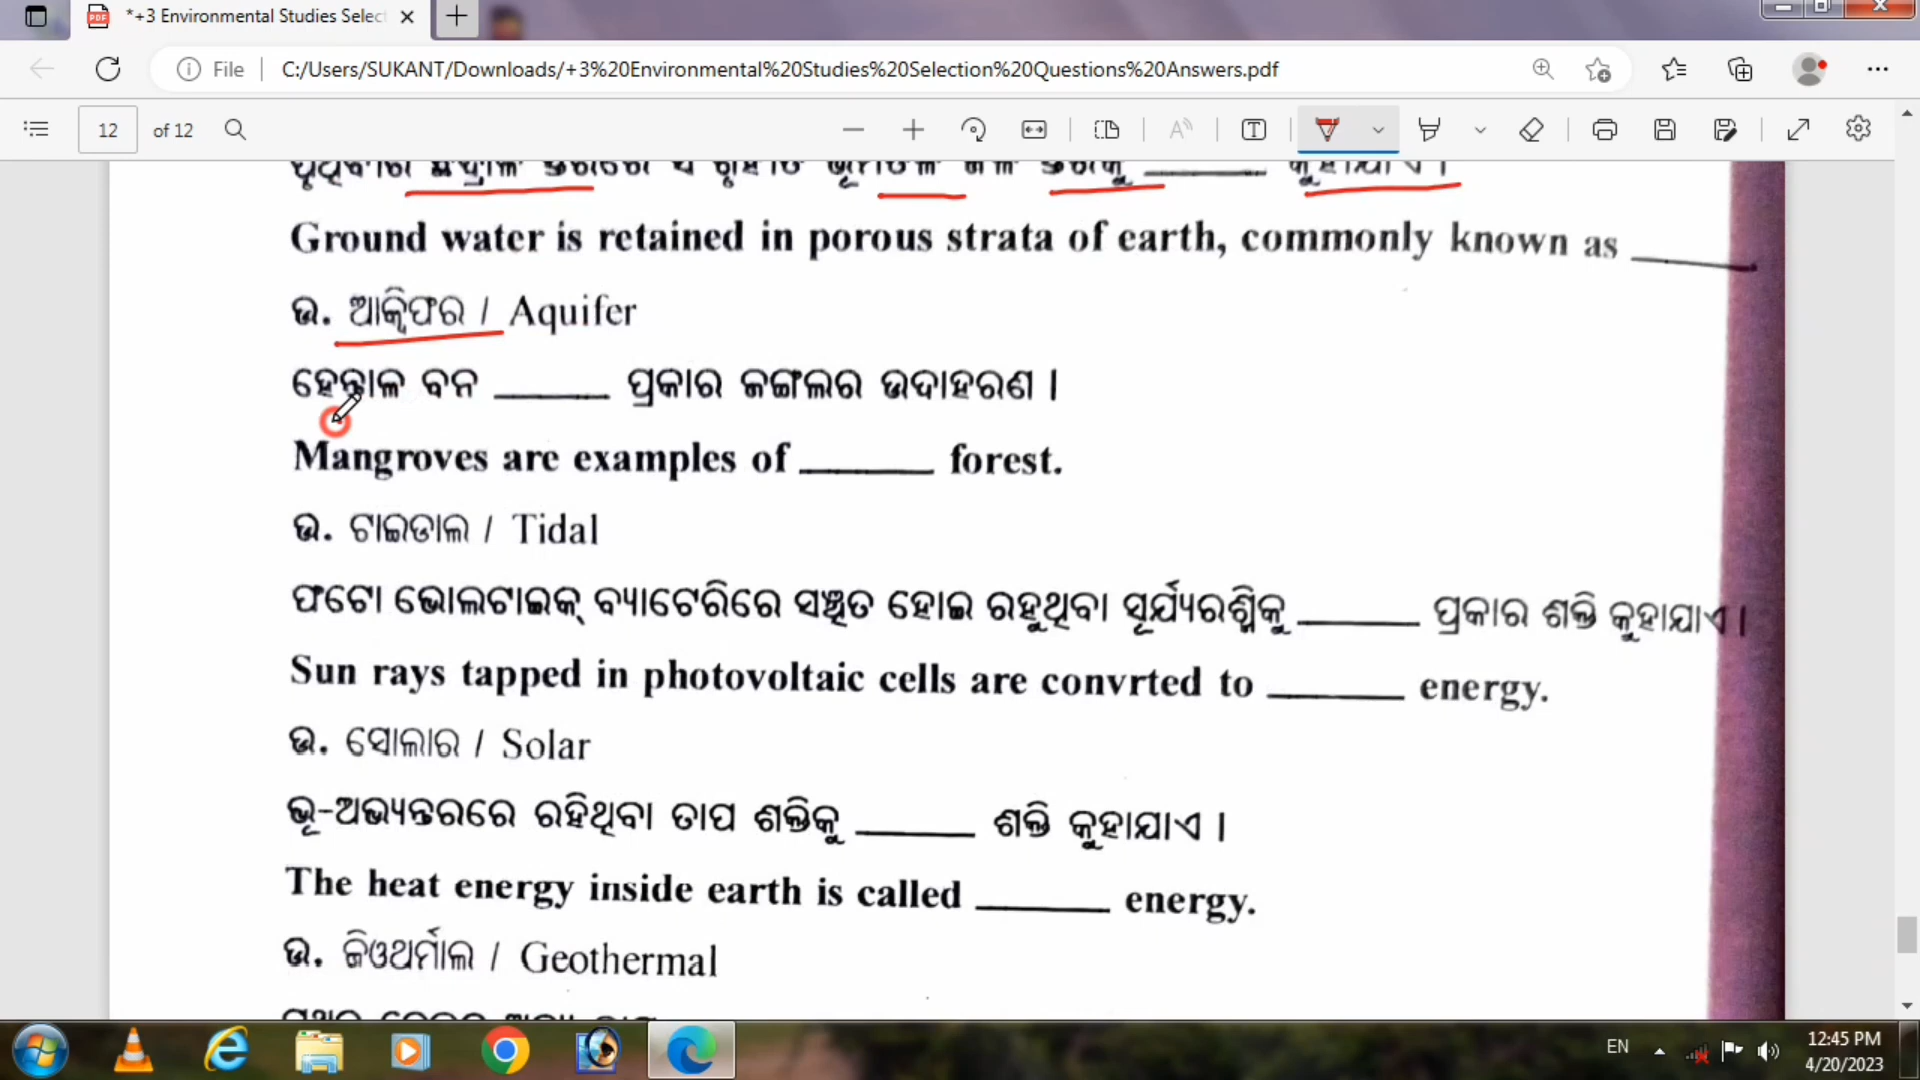 *+3 Environmental Studies Select
File C:/Users/SUKANT/Downloads/+3%20Environmental%20Studies%20Selection%20Questions%20Answers.pdf
12 of 12
Ground water is retained in porous strata of earth, commonly known as ______
ଉ. ଆକ୍ୱିଫର / Aquifer
ହେନ୍ତାଳ ବନ ______ ପ୍ରକାର ଜଙ୍ଗଲର ଉଦାହରଣ ।
Mangroves are examples of ______ forest.
ଉ. ଟାଇଡାଲ / Tidal
ଫଟୋ ଭୋଲଟାଇକ୍ ବ୍ୟାଟେରିରେ ସଞ୍ଚିତ ହୋଇ ରହୁଥିବା ସୂର୍ଯ୍ୟରଶ୍ମିକୁ ______ ପ୍ରକାର ଶକ୍ତି କୁହାଯାଏ ।
Sun rays tapped in photovoltaic cells are convrted to ______ energy.
ଉ. ସୋଲାର / Solar
ଭୂ-ଅଭ୍ୟନ୍ତରରେ ରହିଥିବା ତାପ ଶକ୍ତିକୁ ______ ଶକ୍ତି କୁହାଯାଏ ।
The heat energy inside earth is called ______ energy.
ଉ. ଜିଓଥର୍ମାଲ / Geothermal
EN 12:45 PM
4/20/2023